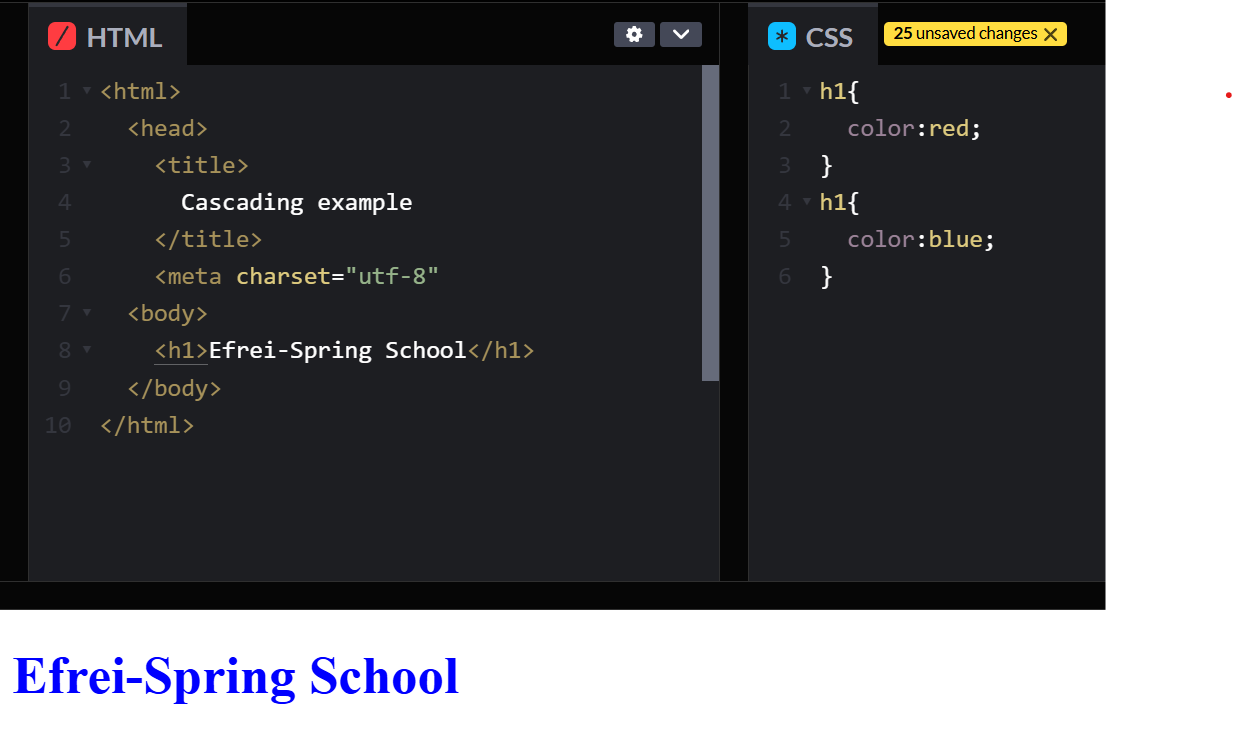 HTML
1 <html>
2 <head>
3 <title>
4 Cascading example
5 </title>
6 <meta charset="utf-8"
7 <body>
8 <h1>Efrei-Spring School</h1>
9 </body>
10 </html>
CSS
25 unsaved changes
1 h1{
2 color:red;
3 }
4 h1{
5 color:blue;
6 }
Efrei-Spring School